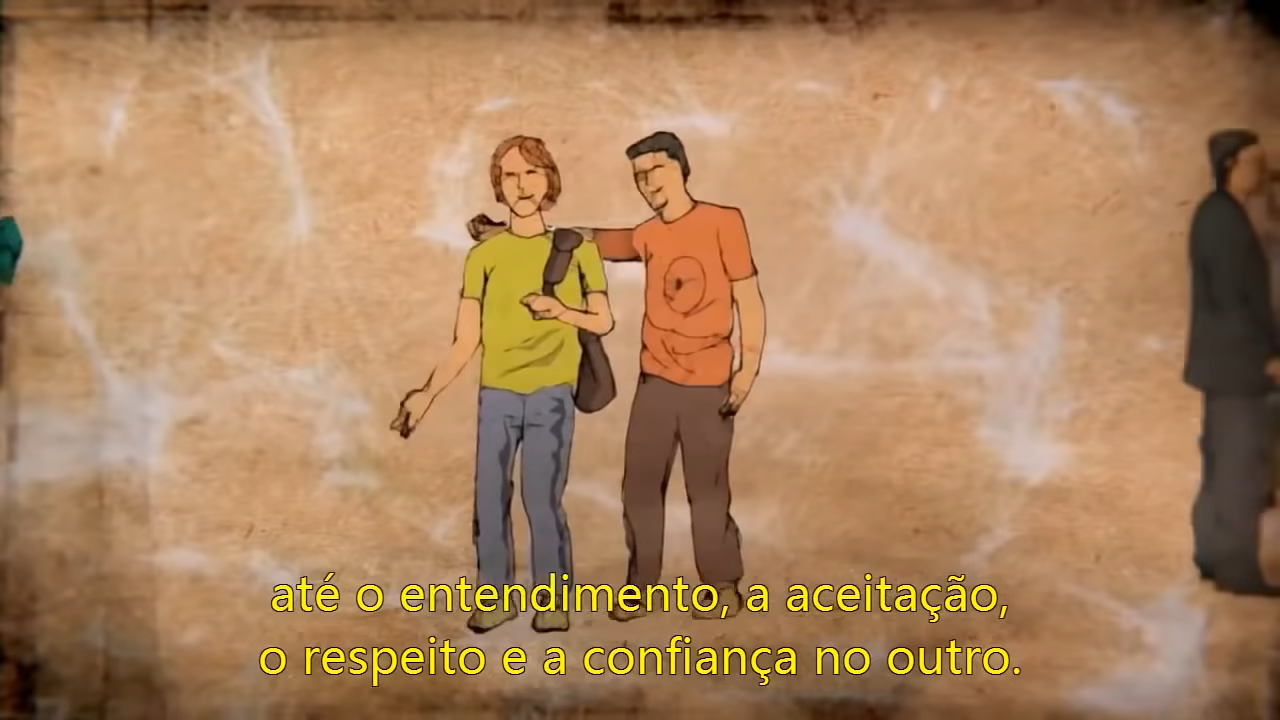 até o entendimento, a aceitação,
o respeito e a confiança no outro.